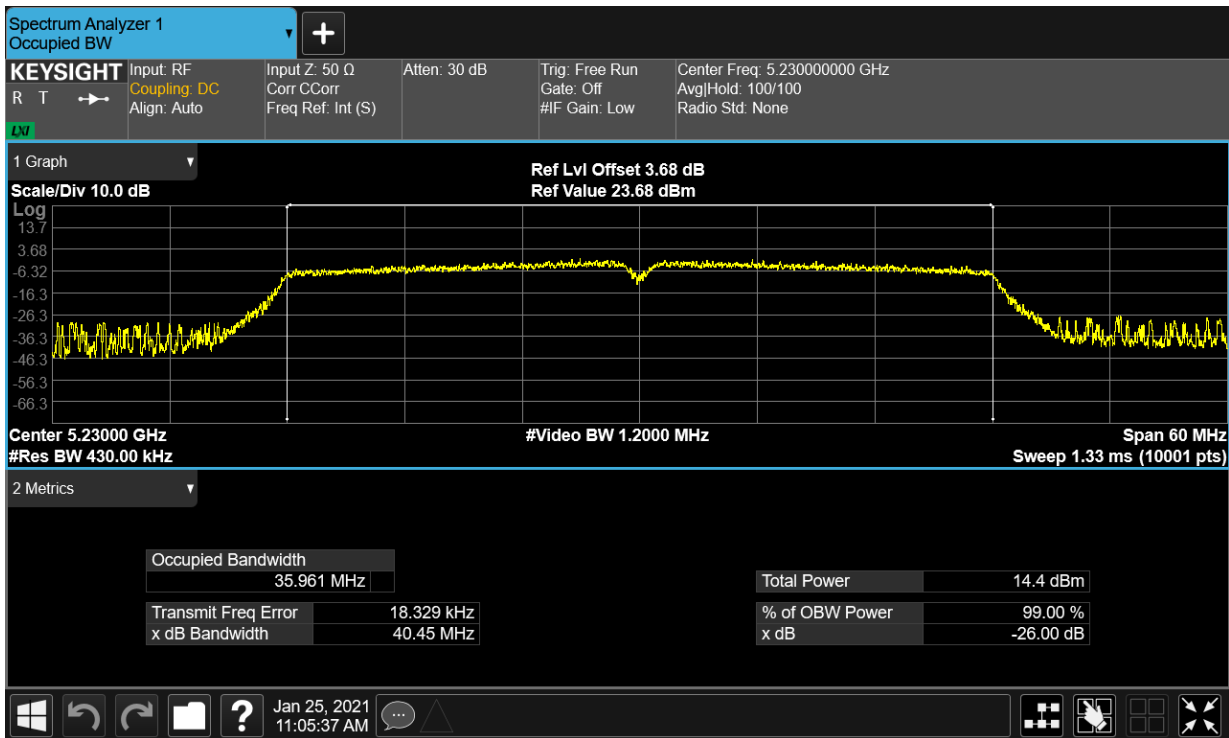 Spectrum Analyzer 1
Occupied BW
KEYSIGHT
R T
LXI
Input: RF
Coupling: DC
Align: Auto
Input Z: 50 Ω
Corr CCorr
Freq Ref: Int (S)
Atten: 30 dB
Trig: Free Run
Gate: Off
#IF Gain: Low
Center Freq: 5.230000000 GHz
Avg|Hold: 100/100
Radio Std: None
1 Graph
Scale/Div 10.0 dB
Ref Lvl Offset 3.68 dB
Ref Value 23.68 dBm
Log
13.7
3.68
-6.32
-16.3
-26.3
-36.3
-46.3
-56.3
-66.3
Center 5.23000 GHz
#Video BW 1.2000 MHz
Span 60 MHz
#Res BW 430.00 kHz
Sweep 1.33 ms (10001 pts)
2 Metrics
Occupied Bandwidth
35.961 MHz
Total Power 14.4 dBm
Transmit Freq Error 18.329 kHz
% of OBW Power 99.00 %
x dB Bandwidth 40.45 MHz
x dB -26.00 dB
?
Jan 25, 2021
11:05:37 AM